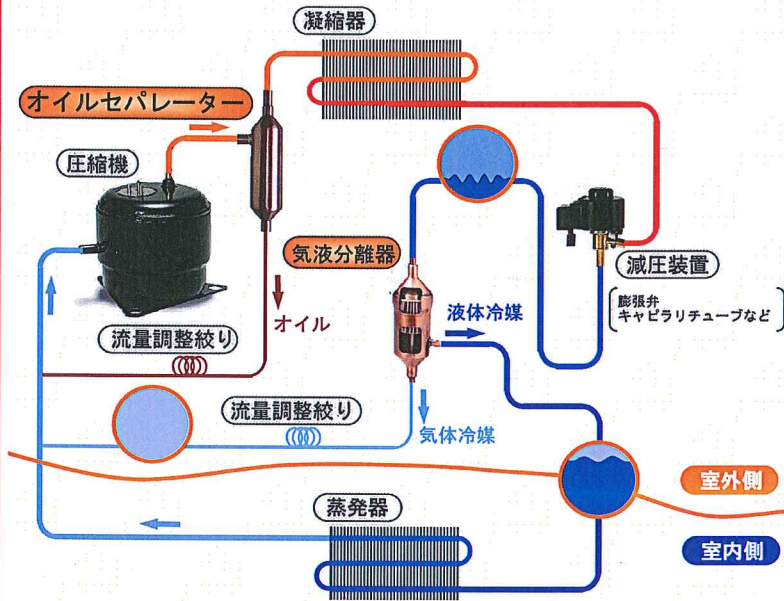 凝縮器
オイルセパレーター
圧縮機
気液分離器
減圧装置
膨張弁
キャピラリチューブなど
液体冷媒
オイル
流量調整絞り
流量調整絞り
気体冷媒
室外側
蒸発器
室内側